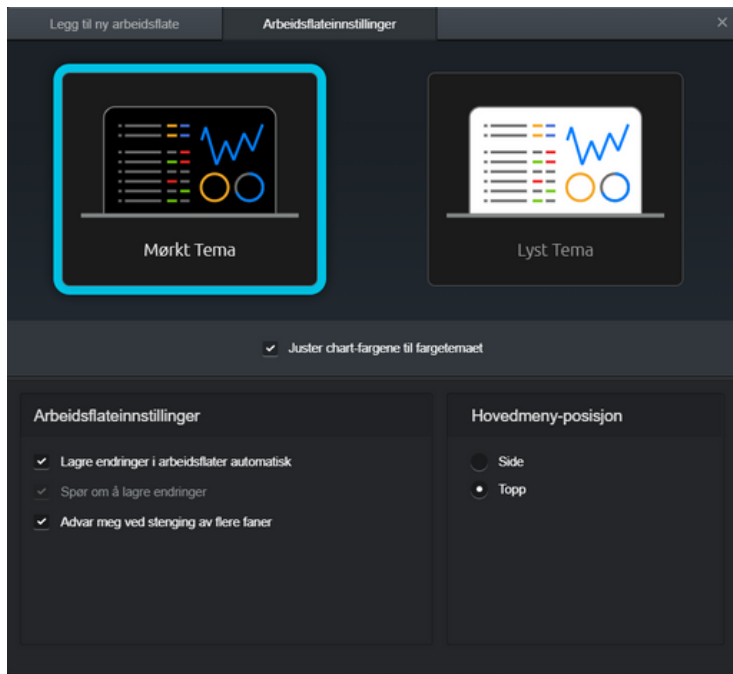 Legg til ny arbeidsflate
Arbeidsflateinnstillinger
Mørkt Tema
Lyst Tema
Juster chart-fargene til fargetemaet
Arbeidsflateinnstillinger
Lagre endringer i arbeidsflater automatisk
Spør om å lagre endringer
Advar meg ved stenging av flere faner
Hovedmeny-posisjon
Side
Topp